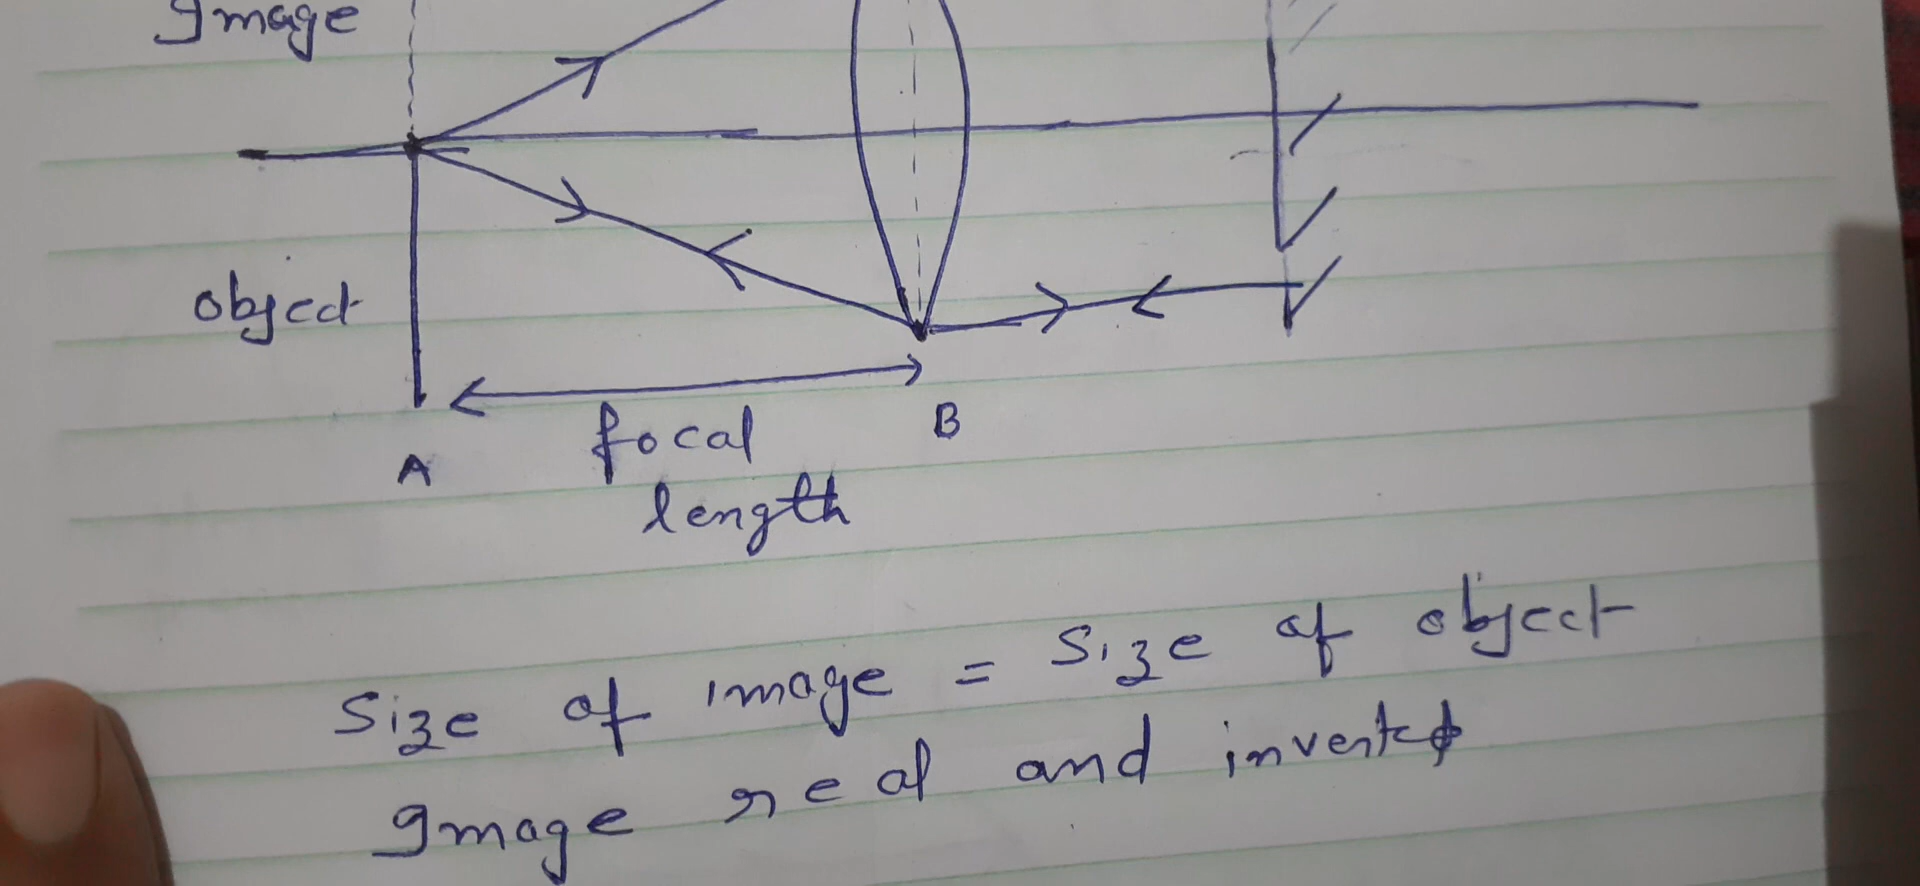 Image
object
A
B
focal
length
Size of image = Size of object
Image real and inverted